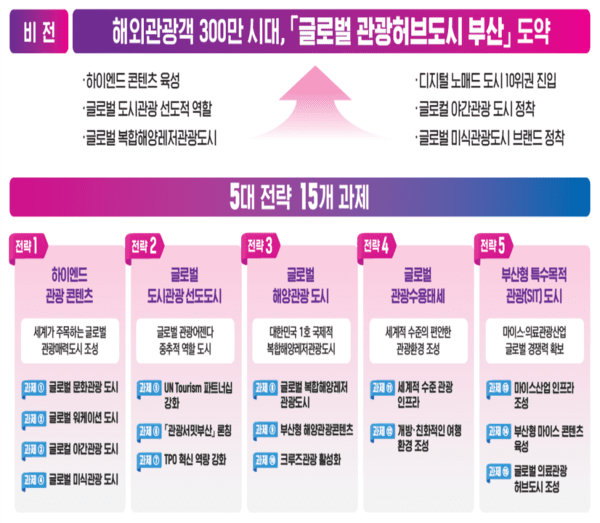 비 전
해외관광객 300만 시대, 「글로벌 관광허브도시 부산」 도약
·하이엔드 콘텐츠 육성
·글로벌 도시관광 선도적 역할
·글로벌 복합해양레저관광도시
·디지털 노매드 도시 10위권 진입
·글로컬 야간관광 도시 정착
·글로벌 미식관광도시 브랜드 정착
5대 전략 15개 과제
전략1
하이엔드
관광 콘텐츠
세계가 주목하는 글로벌
관광매력도시 조성
과제① 글로벌 문화관광 도시
과제② 글로벌 워케이션 도시
과제③ 글로컬 야간관광 도시
과제④ 글로벌 미식관광 도시
전략2
글로벌
도시관광 선도도시
글로벌 관광어젠다
중추적 역할 도시
과제⑤ UN Tourism 파트너십
강화
과제⑥ 「관광서밋부산」 론칭
과제⑦ TPO 혁신 역량 강화
전략3
글로벌
해양관광 도시
대한민국 1호 국제적
복합해양레저관광도시
과제⑧ 글로벌 복합해양레저
관광도시
과제⑨ 부산형 해양관광콘텐츠
과제⑩ 크루즈관광 활성화
전략4
글로벌
관광수용태세
세계적 수준의 편안한
관광환경 조성
과제⑪ 세계적 수준 관광
인프라
과제⑫ 개방·친화적인 여행
환경 조성
전략5
부산형 특수목적
관광(SIT) 도시
마이스·의료관광산업
글로벌 경쟁력 확보
과제⑬ 마이스산업 인프라
조성
과제⑭ 부산형 마이스 콘텐츠
육성
과제⑮ 글로벌 의료관광
허브도시 조성